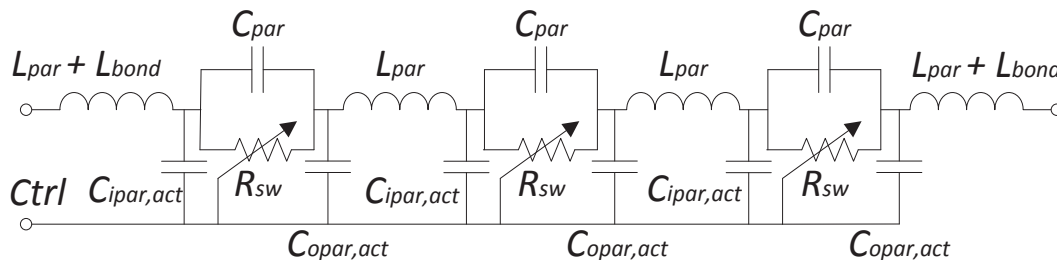 Cpar
Cpar
Cpar
Lpar + Lbond
Lpar
Lpar
Lpar + Lbond
Ctrl
Cipar,act
Rsw
Cipar,act
Rsw
Cipar,act
Rsw
Copar,act
Copar,act
Copar,act